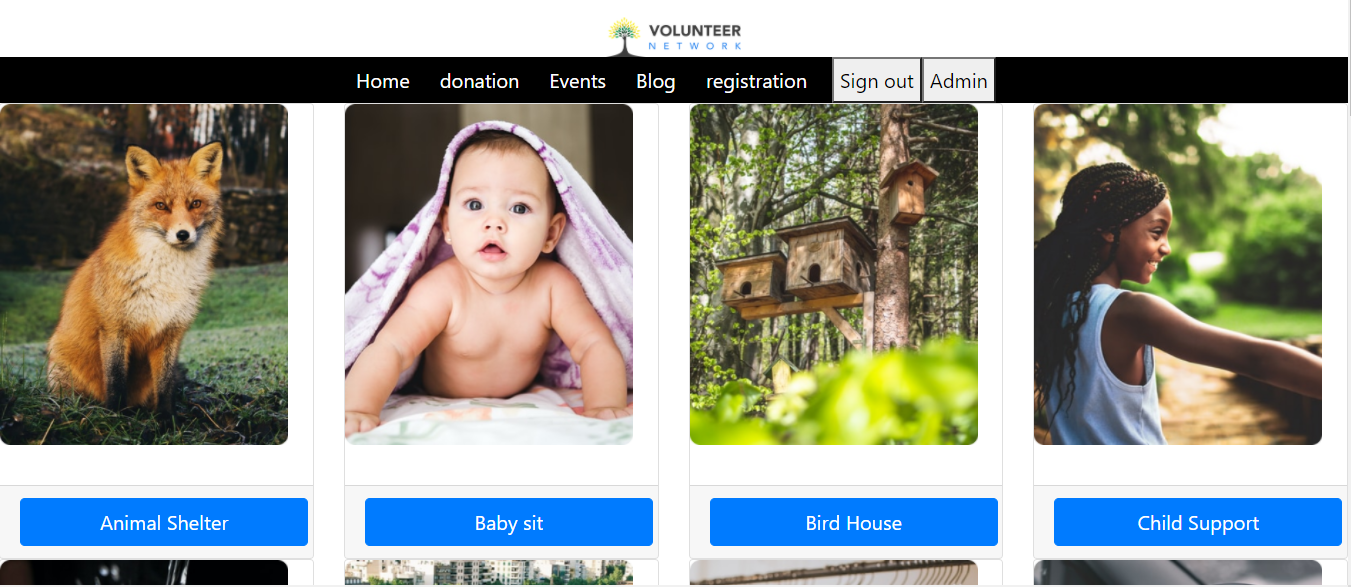 VOLUNTEER
NETWORK
Home donation Events Blog registration Sign out Admin
Animal Shelter Baby sit Bird House Child Support